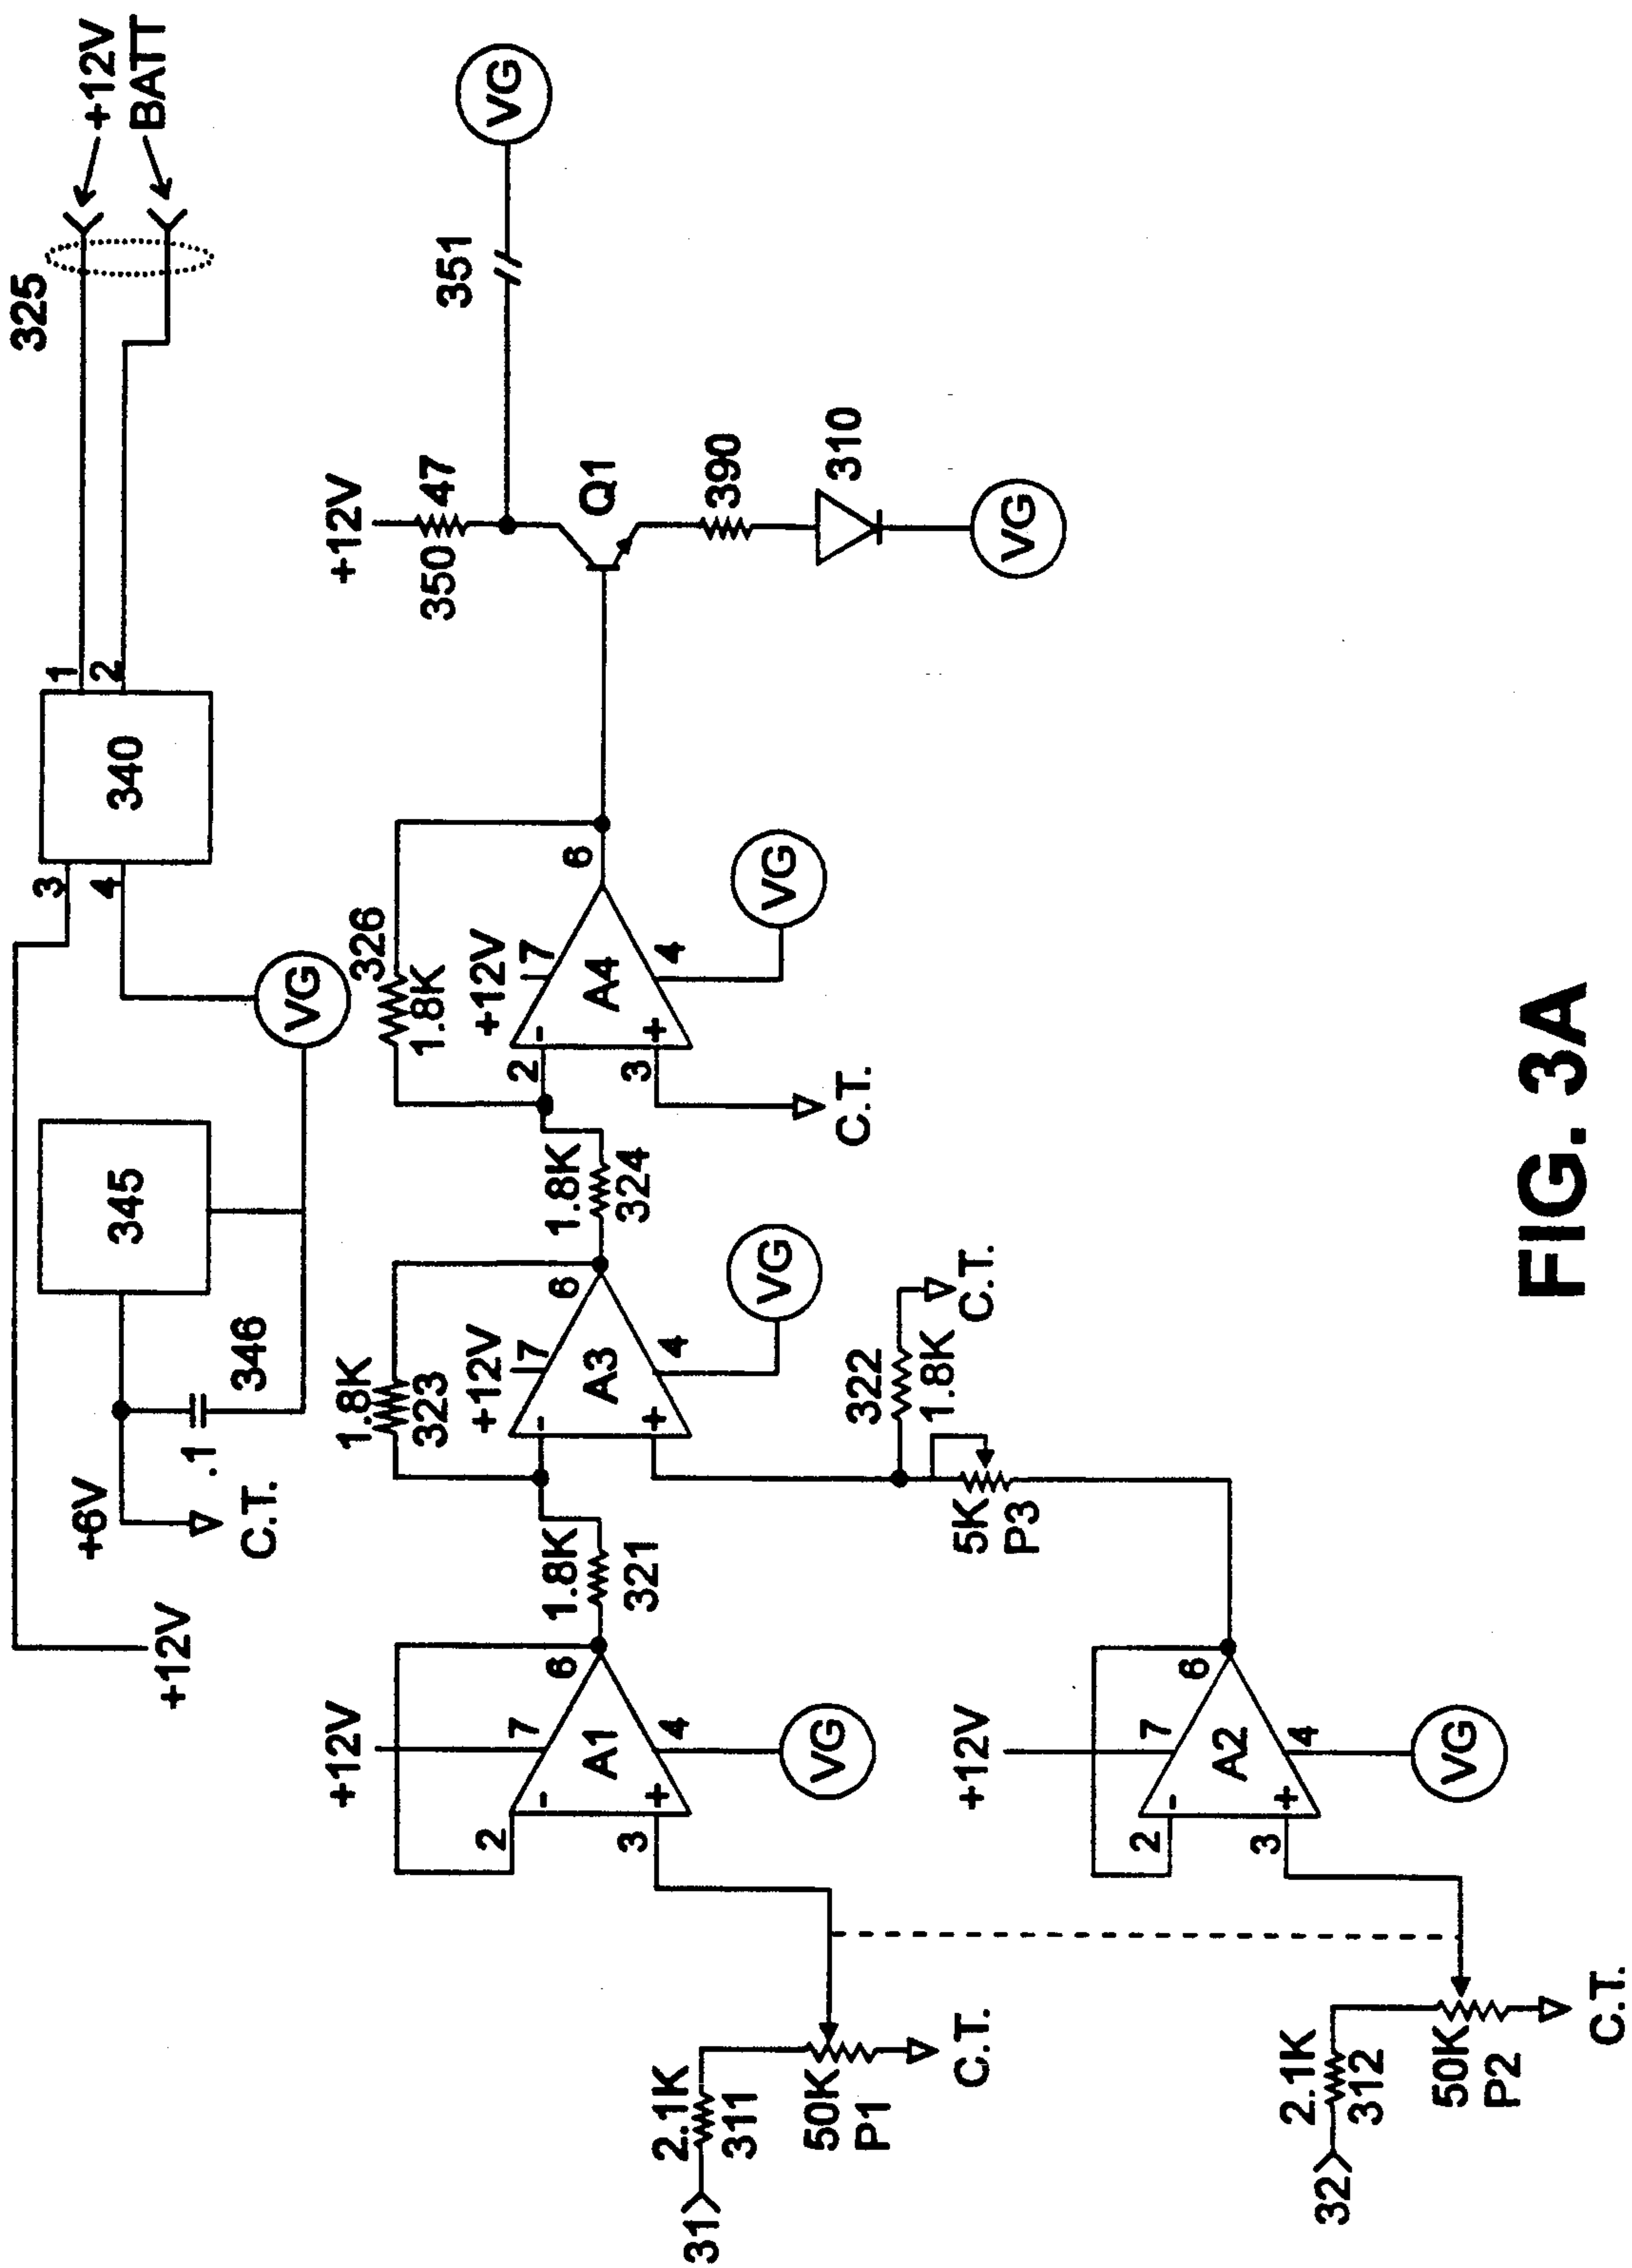 325
+12V
BATT
1
2
340
3
4
VG
345
346
.1
+6V
C.T.
+12V
351
VG
+12V
350
47
Q1
390
310
VG
326
1.8K
+12V
7
2
-
A4
6
3
+
4
VG
C.T.
1.8K
324
1.8K
323
+12V
7
-
A3
6
+
4
VG
322
1.8K
C.T.
5K
P3
1.8K
321
+12V
7
2
-
A1
6
3
+
4
VG
+12V
7
2
-
A2
6
3
+
4
VG
31
2.1K
311
50K
P1
C.T.
32
2.1K
312
50K
P2
C.T.
FIG. 3A